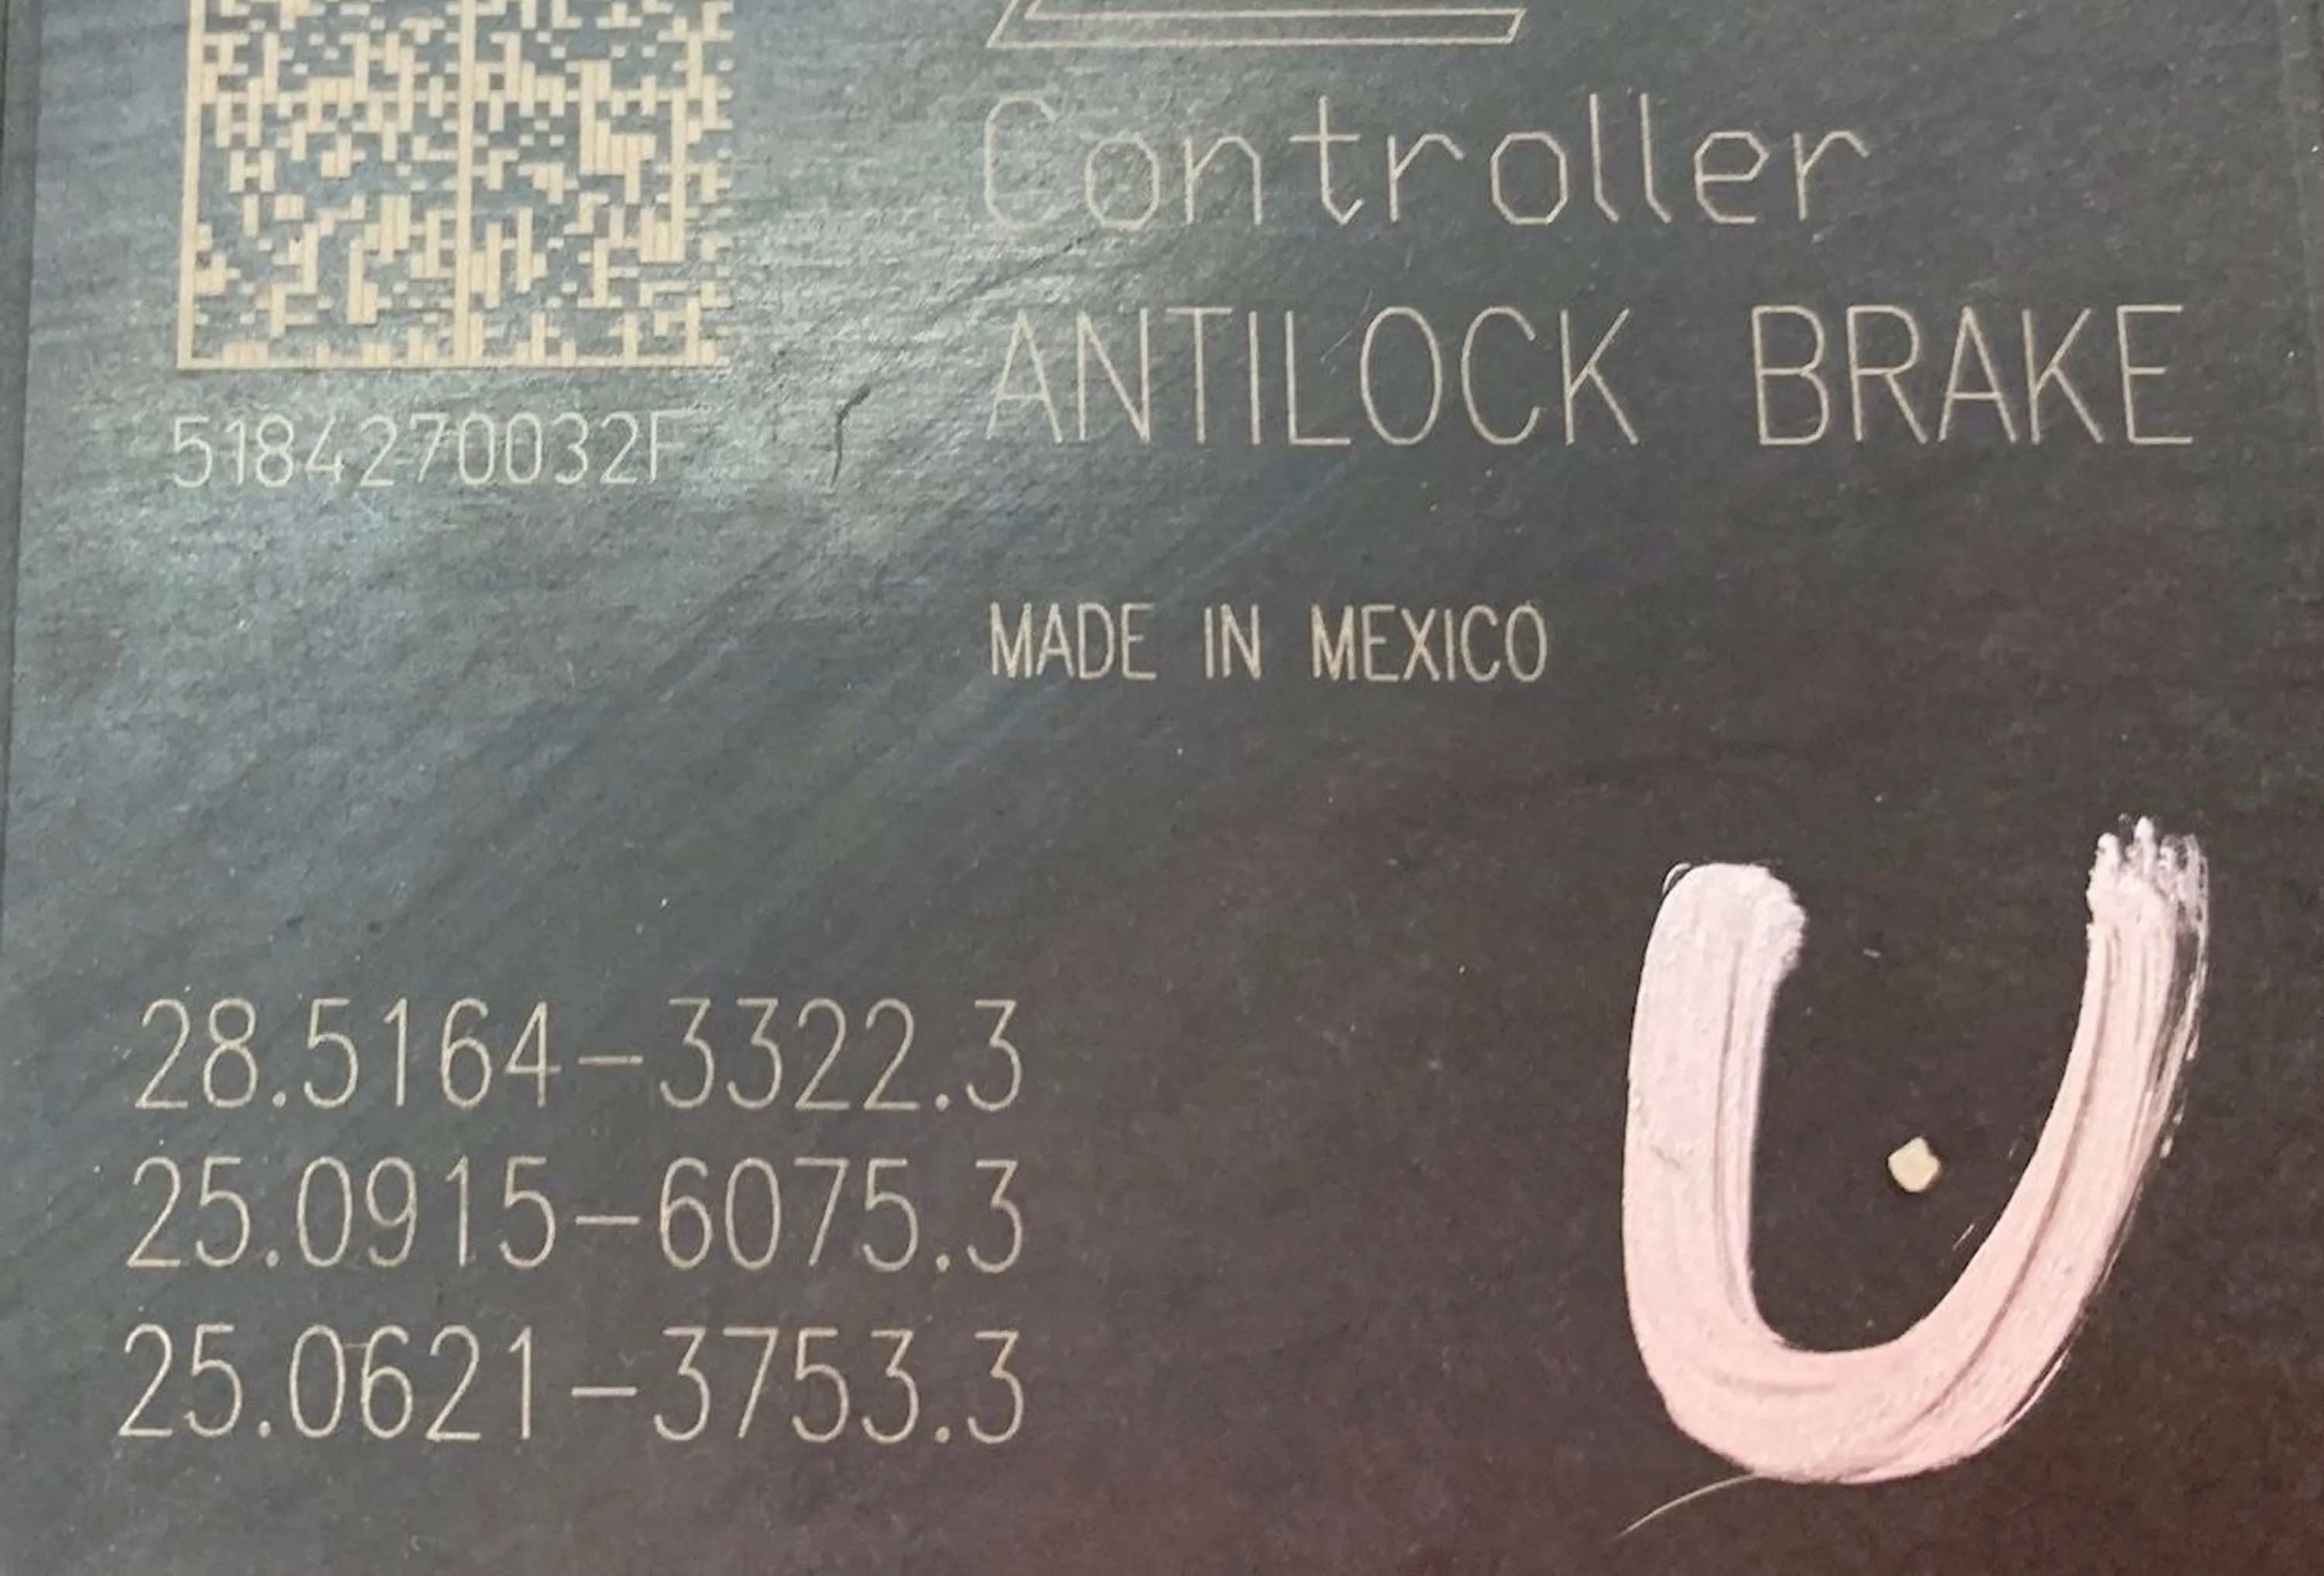 Controller
ANTILOCK BRAKE
5184270032F
MADE IN MEXICO
28.5164-3322.3
25.0915-6075.3
25.0621-3753.3
U